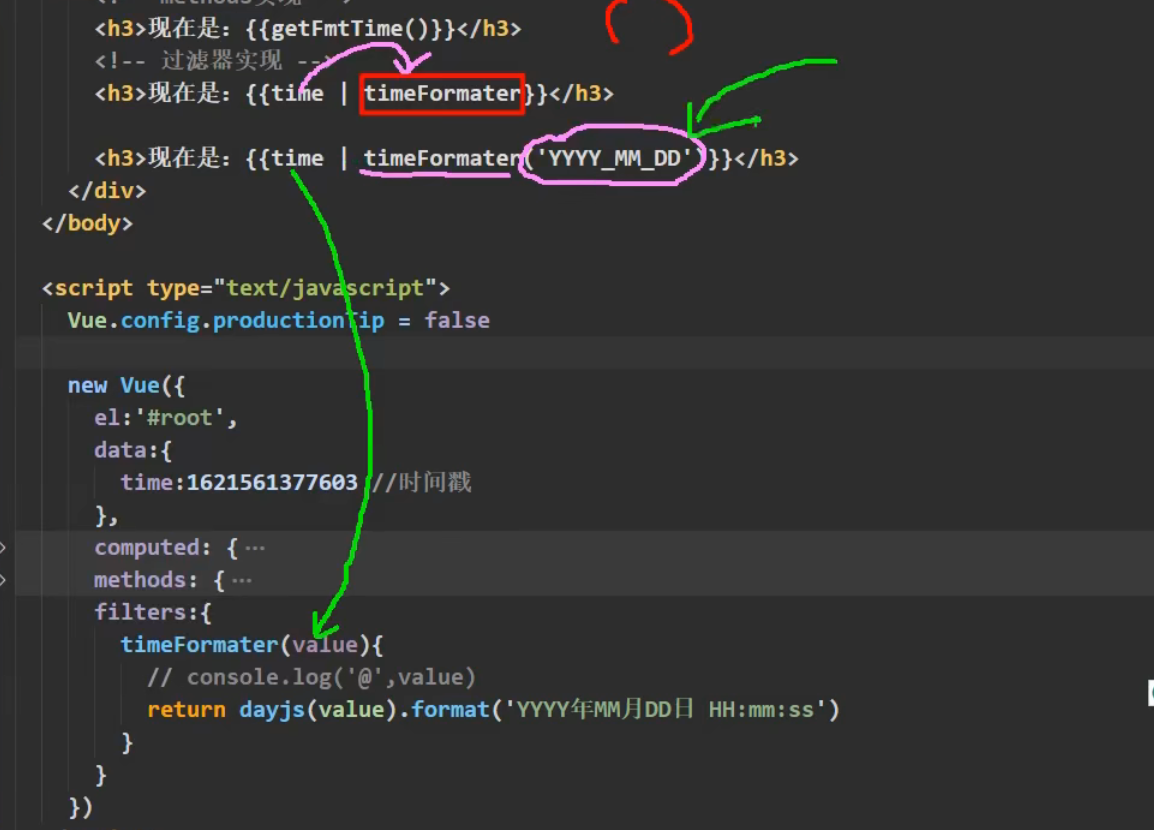 <!-- methods实现 -->
<h3>现在是：{{getFmtTime()}}</h3>
<!-- 过滤器实现 -->
<h3>现在是：{{time | timeFormater}}</h3>
<h3>现在是：{{time | timeFormater('YYYY_MM_DD')}}</h3>
</div>
</body>
<script type="text/javascript">
Vue.config.productionTip = false
new Vue({
el:'#root',
data:{
time:1621561377603 //时间戳
},
computed: {···
methods: {···
filters:{
timeFormater(value){
// console.log('@',value)
return dayjs(value).format('YYYY年MM月DD日 HH:mm:ss')
}
}
})